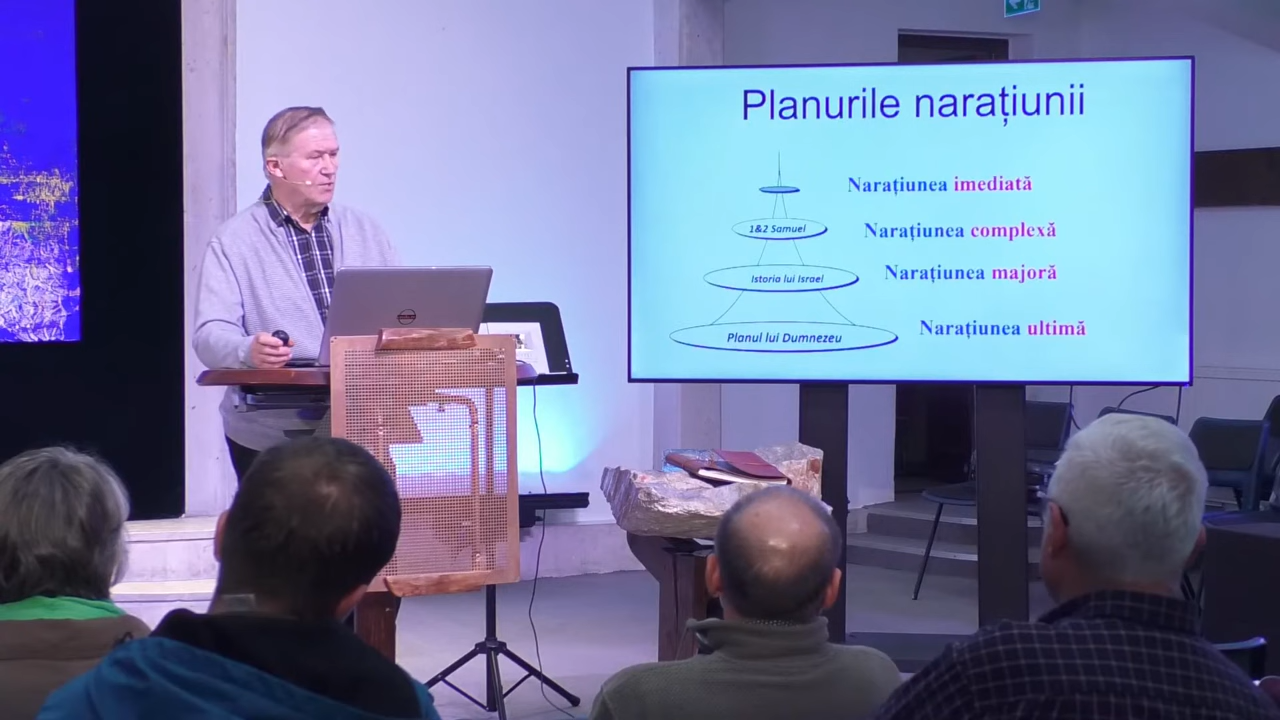 Planurile narațiunii
Narațiunea imediată
1&2 Samuel
Narațiunea complexă
Istoria lui Israel
Narațiunea majoră
Planul lui Dumnezeu
Narațiunea ultimă